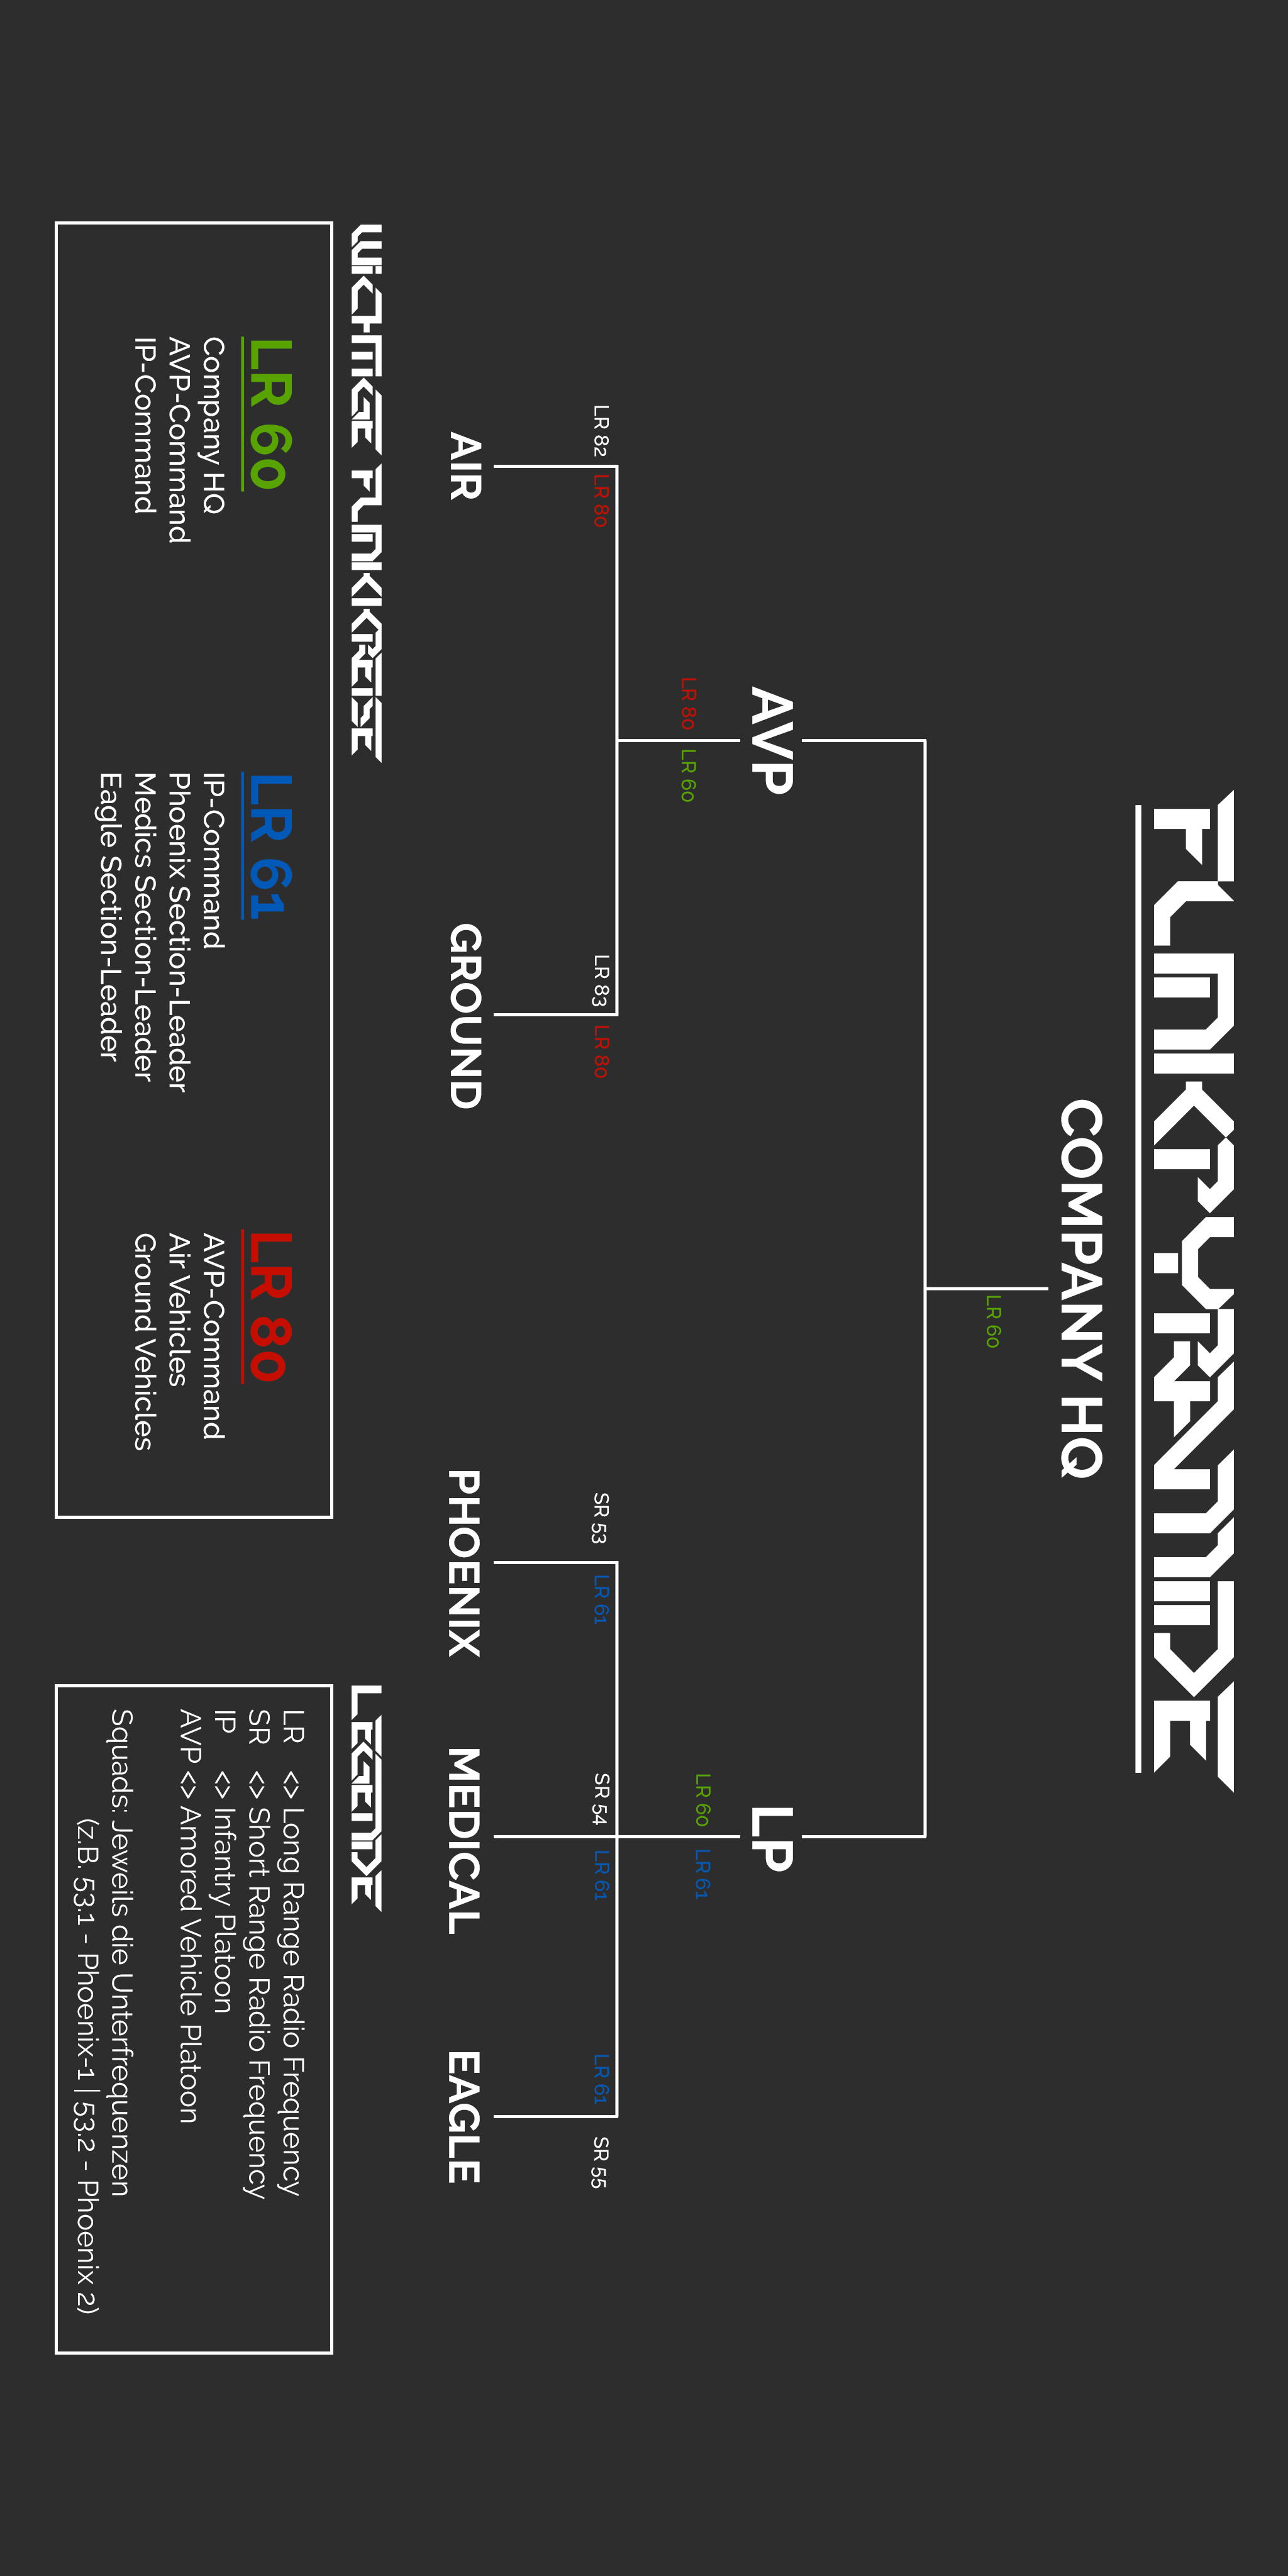 FUNKPYRAMIDE
COMPANY HQ
LR 60
AVP
LP
LR 80 LR 60
LR 60 LR 61
LR 82 LR 80
LR 83 LR 80
SR 53 LR 61
SR 54 LR 61
LR 61 SR 55
AIR
GROUND
PHOENIX
MEDICAL
EAGLE
WICHTIGE FUNKKREISE
LR 60
Company HQ
AVP-Command
IP-Command
LR 61
IP-Command
Phoenix Section-Leader
Medics Section-Leader
Eagle Section-Leader
LR 80
AVP-Command
Air Vehicles
Ground Vehicles
LEGENDE
LR <> Long Range Radio Frequency
SR <> Short Range Radio Frequency
IP <> Infantry Platoon
AVP <> Amored Vehicle Platoon
Squads: Jeweils die Unterfrequenzen
(z.B. 53.1 - Phoenix-1 | 53.2 - Phoenix 2)